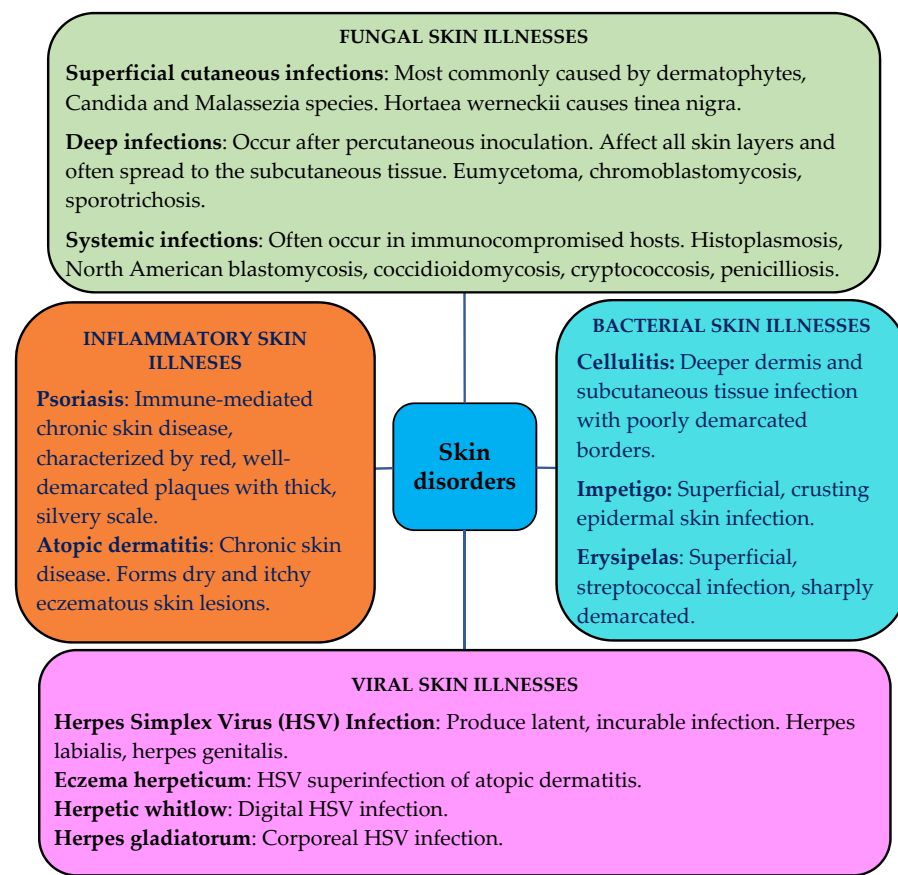 FUNGAL SKIN ILLNESSES
Superficial cutaneous infections: Most commonly caused by dermatophytes,
Candida and Malassezia species. Hortaea werneckii causes tinea nigra.
Deep infections: Occur after percutaneous inoculation. Affect all skin layers and
often spread to the subcutaneous tissue. Eumycetoma, chromoblastomycosis,
sporotrichosis.
Systemic infections: Often occur in immunocompromised hosts. Histoplasmosis,
North American blastomycosis, coccidioidomycosis, cryptococcosis, penicilliosis.
INFLAMMATORY SKIN
ILLNESES
Psoriasis: Immune-mediated
chronic skin disease,
characterized by red, well-
demarcated plaques with thick,
silvery scale.
Atopic dermatitis: Chronic skin
disease. Forms dry and itchy
eczematous skin lesions.
Skin
disorders
BACTERIAL SKIN ILLNESSES
Cellulitis: Deeper dermis and
subcutaneous tissue infection
with poorly demarcated
borders.
Impetigo: Superficial, crusting
epidermal skin infection.
Erysipelas: Superficial,
streptococcal infection, sharply
demarcated.
VIRAL SKIN ILLNESSES
Herpes Simplex Virus (HSV) Infection: Produce latent, incurable infection. Herpes
labialis, herpes genitalis.
Eczema herpeticum: HSV superinfection of atopic dermatitis.
Herpetic whitlow: Digital HSV infection.
Herpes gladiatorum: Corporeal HSV infection.